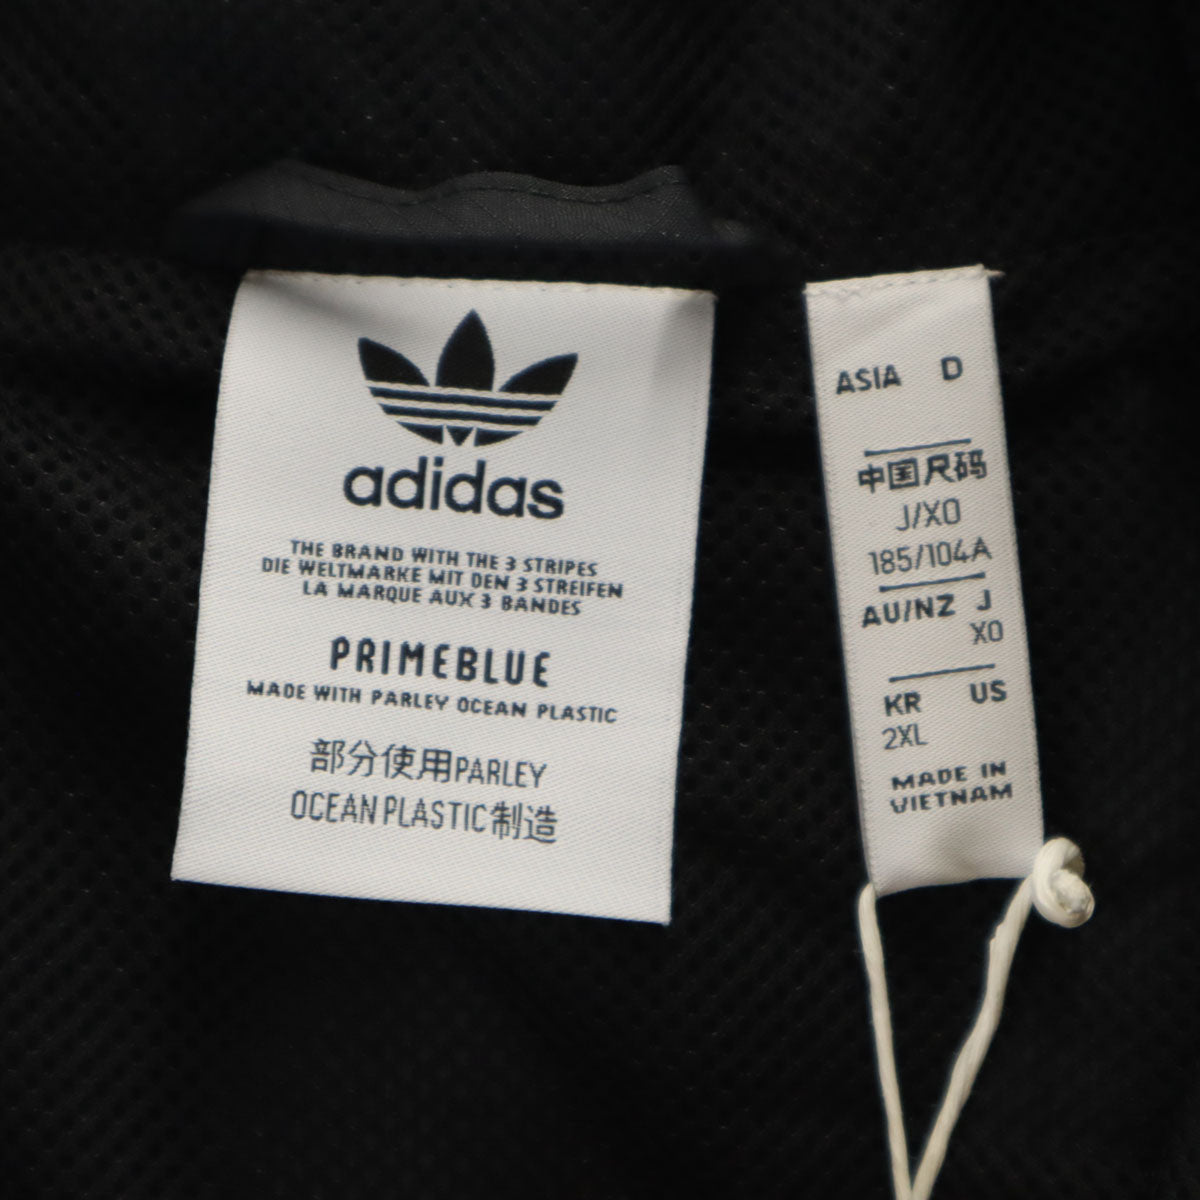 adidas
THE BRAND WITH THE 3 STRIPES
DIE WELTMARKE MIT DEN 3 STREIFEN
LA MARQUE AUX 3 BANDES
PRIMEBLUE
MADE WITH PARLEY OCEAN PLASTIC
部分使用PARLEY
OCEAN PLASTIC制造
ASIA D
中国尺码
J/XO
185/104A
AU/NZ J
XO
KR US
2XL
MADE IN
VIETNAM